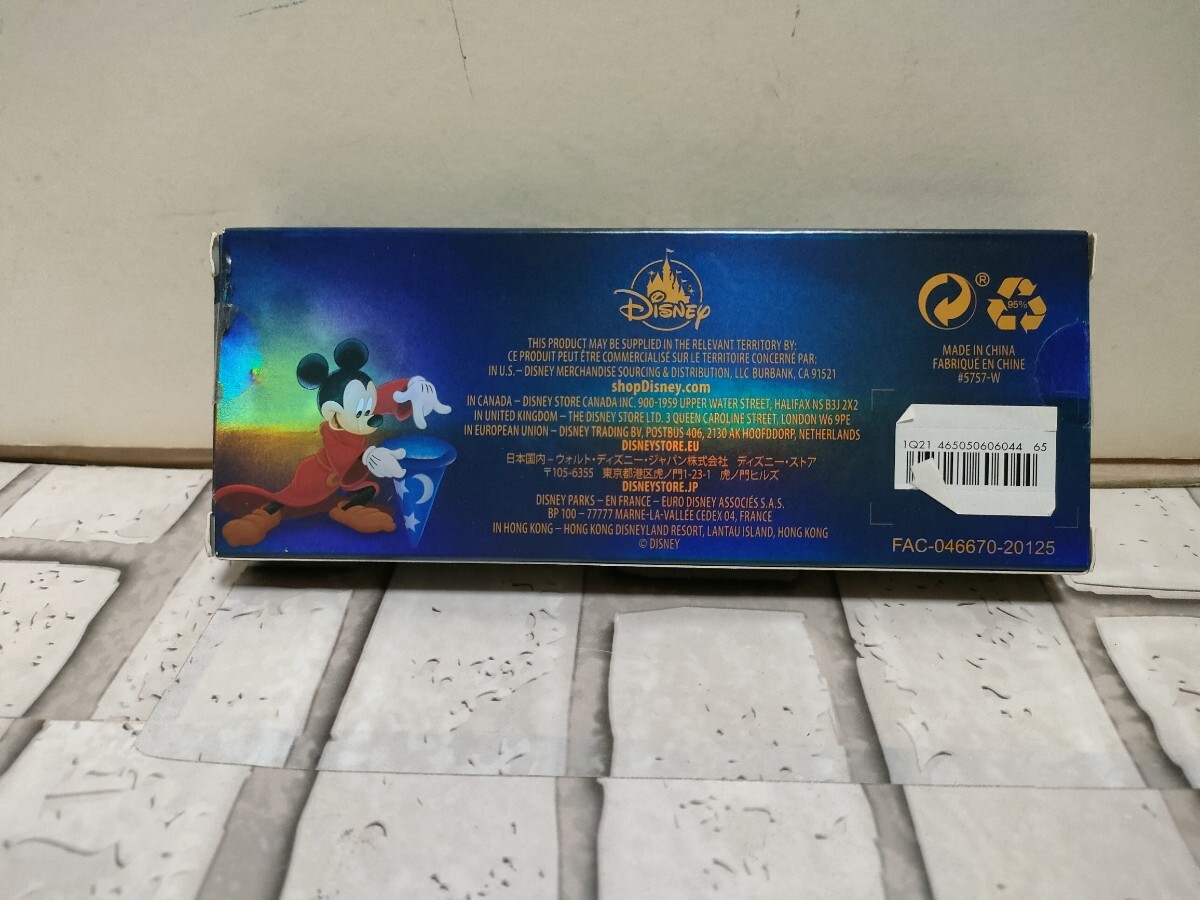 Disney
THIS PRODUCT MAY BE SUPPLIED IN THE RELEVANT TERRITORY BY:
CE PRODUIT PEUT ÊTRE COMMERCIALISÉ SUR LE TERRITOIRE CONCERNÉ PAR:
IN U.S. – DISNEY MERCHANDISE SOURCING & DISTRIBUTION, LLC BURBANK, CA 91521
shopDisney.com
IN CANADA – DISNEY STORE CANADA INC. 900-1959 UPPER WATER STREET, HALIFAX NS B3J 2X2
IN UNITED KINGDOM – THE DISNEY STORE LTD. 3 QUEEN CAROLINE STREET, LONDON W6 9PE
IN EUROPEAN UNION – DISNEY TRADING BV, POSTBUS 406, 2130 AK HOOFDDORP, NETHERLANDS
DISNEYSTORE.EU
日本国内–ウォルト・ディズニー・ジャパン株式会社 ディズニー・ストア
〒105-6355 東京都港区虎ノ門1-23-1 虎ノ門ヒルズ
DISNEYSTORE.JP
DISNEY PARKS – EN FRANCE – EURO DISNEY ASSOCIÉS S.A.S.
BP 100 – 77777 MARNE-LA-VALLÉE CEDEX 04, FRANCE
IN HONG KONG – HONG KONG DISNEYLAND RESORT, LANTAU ISLAND, HONG KONG
© DISNEY
®
95%
MADE IN CHINA
FABRIQUÉ EN CHINE
#5757-W
1Q21 465050606044 65
FAC-046670-20125